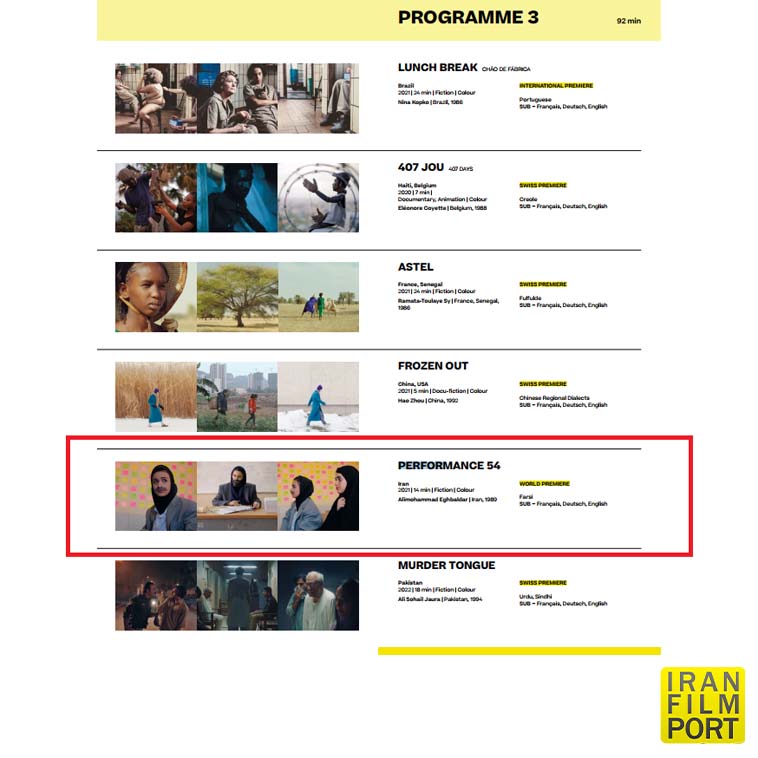 PROGRAMME 3
92 min
LUNCH BREAK CHÃO DE FÁBRICA
Brazil
2021 | 24 min | Fiction | Colour
Nina Kopko | Brazil, 1986
INTERNATIONAL PREMIERE
Portuguese
SUB – Français, Deutsch, English
407 JOU 407 DAYS
Haiti, Belgium
2020 | 7 min |
Documentary, Animation | Colour
Eléonore Coyette | Belgium, 1988
SWISS PREMIERE
Creole
SUB – Français, Deutsch, English
ASTEL
France, Senegal
2021 | 24 min | Fiction | Colour
Ramata-Toulaye Sy | France, Senegal,
1986
SWISS PREMIERE
Fulfulde
SUB – Français, Deutsch, English
FROZEN OUT
China, USA
2021 | 5 min | Docu-fiction | Colour
Hao Zhou | China, 1992
SWISS PREMIERE
Chinese Regional Dialects
SUB – Français, Deutsch, English
PERFORMANCE 54
Iran
2021 | 14 min | Fiction | Colour
Alimohammad Eghbaldar | Iran, 1989
WORLD PREMIERE
Farsi
SUB – Français, Deutsch, English
MURDER TONGUE
Pakistan
2022 | 18 min | Fiction | Colour
Ali Sohail Jaura | Pakistan, 1994
SWISS PREMIERE
Urdu, Sindhi
SUB – Français, Deutsch, English
IRAN
FILM
PORT